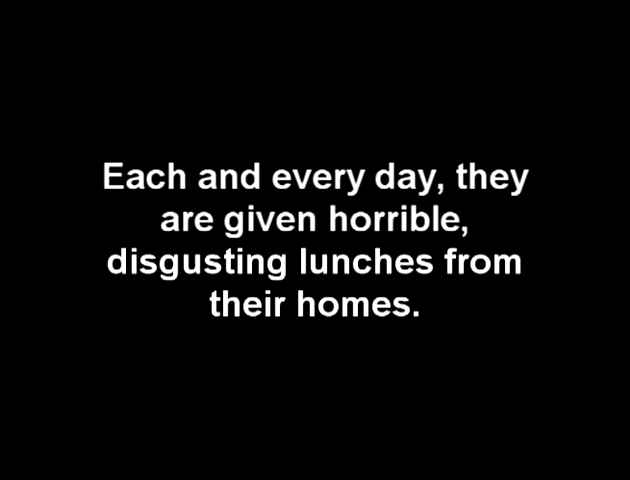 Each and every day, they
are given horrible,
disgusting lunches from
their homes.